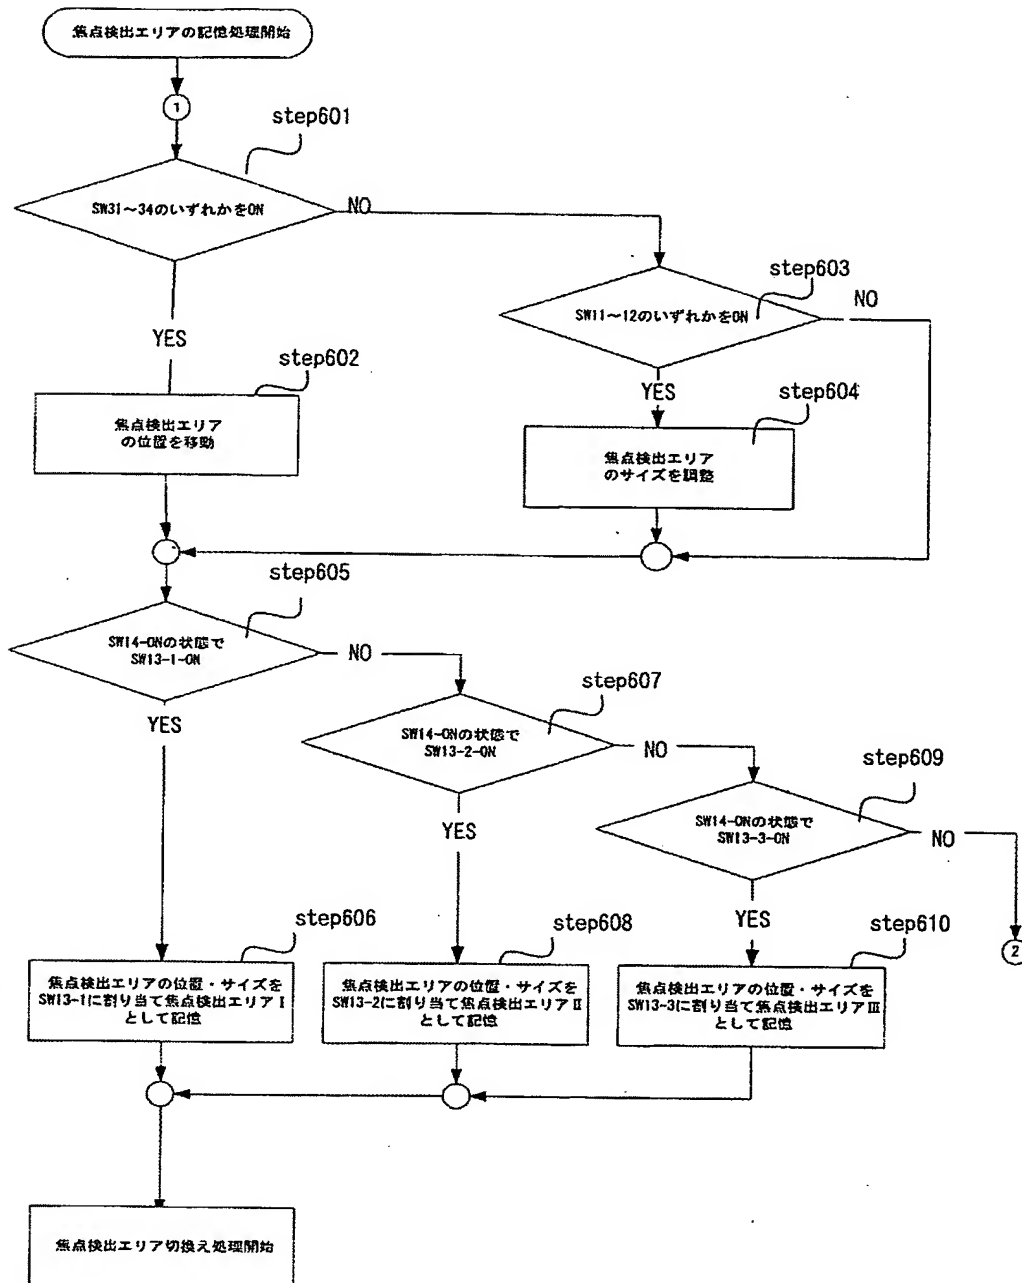 焦点検出エリアの記憶処理開始
1
step601
SW31~34のいずれかをON
NO
step603
SW11~12のいずれかをON
NO
YES
step602
焦点検出エリア
の位置を移動
YES
step604
焦点検出エリア
のサイズを調整
step605
SW14-ONの状態で
SW13-1-ON
NO
step607
YES
SW14-ONの状態で
SW13-2-ON
NO
step609
YES
SW14-ONの状態で
SW13-3-ON
NO
YES
step606
step608
step610
2
焦点検出エリアの位置・サイズを
SW13-1に割り当て焦点検出エリアⅠ
として記憶
焦点検出エリアの位置・サイズを
SW13-2に割り当て焦点検出エリアⅡ
として記憶
焦点検出エリアの位置・サイズを
SW13-3に割り当て焦点検出エリアⅢ
として記憶
焦点検出エリア切換え処理開始